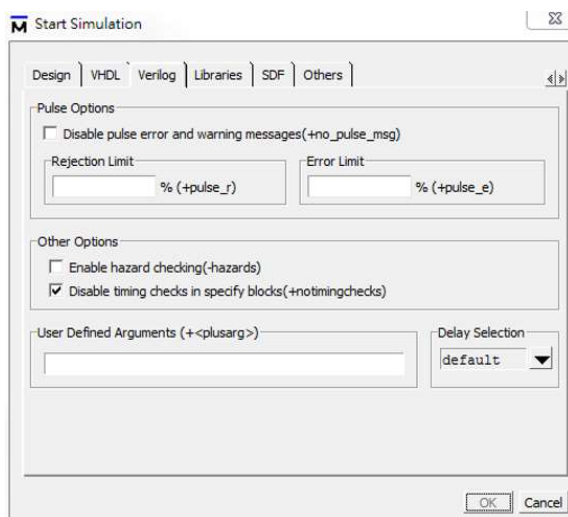 M Start Simulation
Design VHDL Verilog Libraries SDF Others
Pulse Options
Disable pulse error and warning messages(+no_pulse_msg)
Rejection Limit
% (+pulse_r)
Error Limit
% (+pulse_e)
Other Options
Enable hazard checking(-hazards)
Disable timing checks in specify blocks(+notimingchecks)
User Defined Arguments (+<plusarg>)
Delay Selection
default
OK Cancel